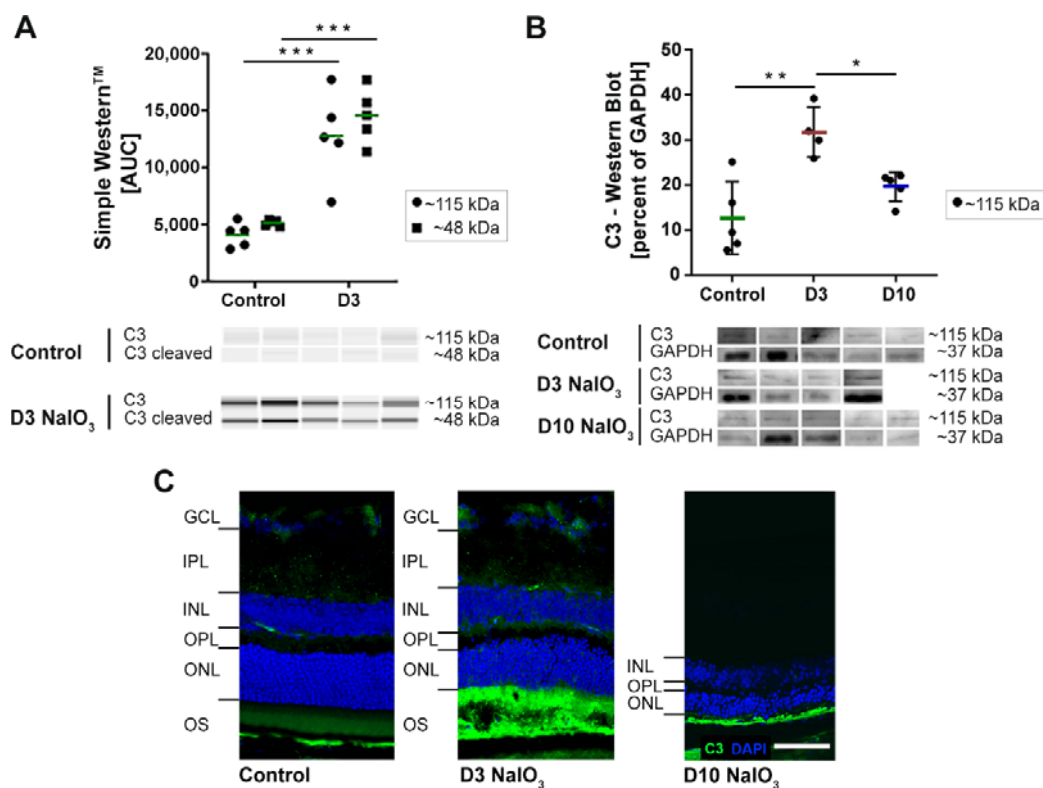 A
Simple Western™
[AUC]
20,000
15,000
10,000
5,000
0
***
***
Control
D3
~115 kDa
~48 kDa
Control
C3
~115 kDa
C3 cleaved
~48 kDa
D3 NaIO₃
C3
~115 kDa
C3 cleaved
~48 kDa
B
C3 - Western Blot
[percent of GAPDH]
50
40
30
20
10
0
**
*
Control
D3
D10
~115 kDa
Control
C3
~115 kDa
GAPDH
~37 kDa
D3 NaIO₃
C3
~115 kDa
GAPDH
~37 kDa
D10 NaIO₃
C3
~115 kDa
GAPDH
~37 kDa
C
GCL
IPL
INL
OPL
ONL
OS
Control
GCL
IPL
INL
OPL
ONL
OS
D3 NaIO₃
INL
OPL
ONL
C3 DAPI
D10 NaIO₃